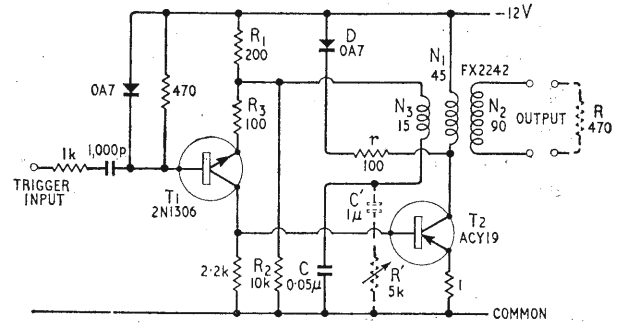 −12V
R1
200
D
OA7
N1
45
FX2242
OA7
470
R3
100
N3
15
N2
90
OUTPUT
R
470
1k
1,000p
r
100
TRIGGER
INPUT
T1
2N1306
C'
1μ
T2
ACY19
2·2k
R2
10k
C
0·05μ
R'
5k
1
COMMON